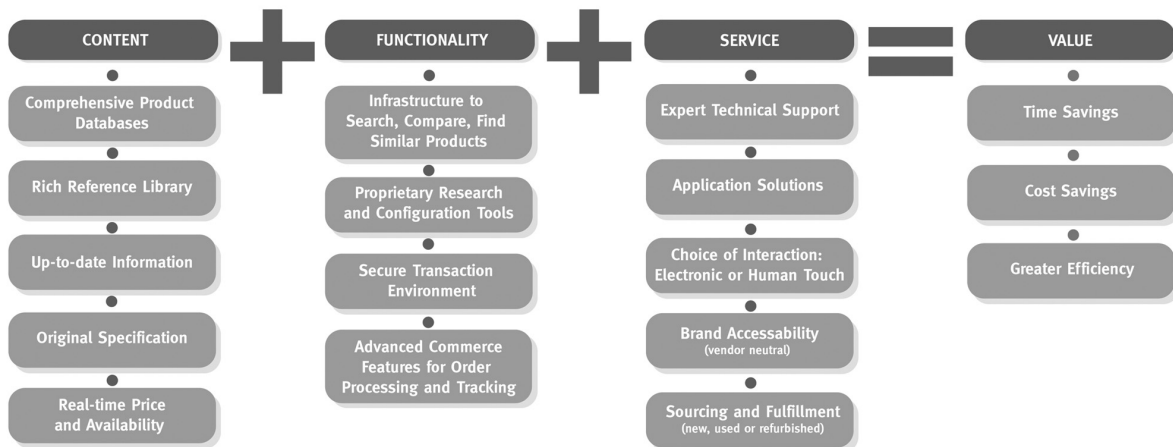 CONTENT
Comprehensive Product
Databases
Rich Reference Library
Up-to-date Information
Original Specification
Real-time Price
and Availability
FUNCTIONALITY
Infrastructure to
Search, Compare, Find
Similar Products
Proprietary Research
and Configuration Tools
Secure Transaction
Environment
Advanced Commerce
Features for Order
Processing and Tracking
SERVICE
Expert Technical Support
Application Solutions
Choice of Interaction:
Electronic or Human Touch
Brand Accessability
(vendor neutral)
Sourcing and Fulfillment
(new, used or refurbished)
VALUE
Time Savings
Cost Savings
Greater Efficiency